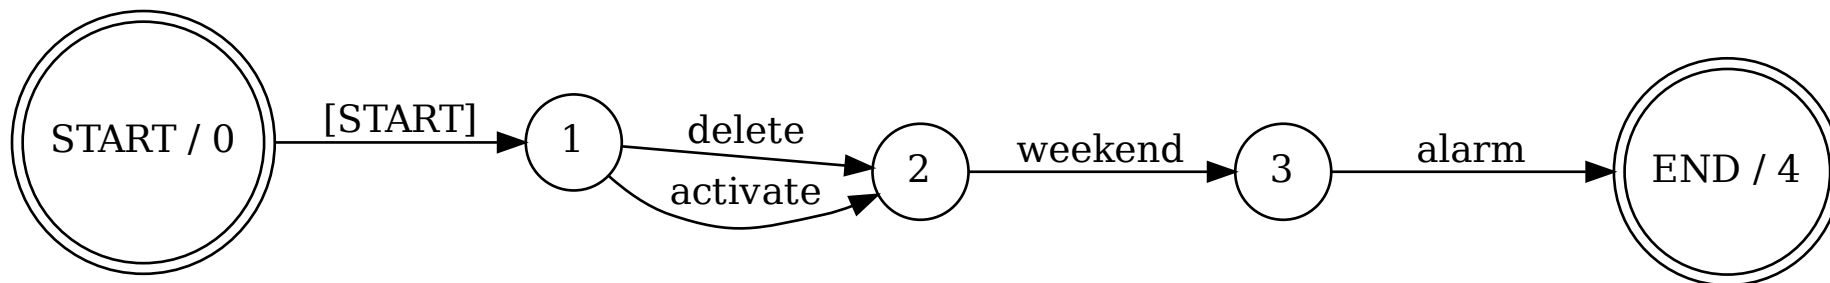 START / 0
[START]
1
delete
activate
2
weekend
3
alarm
END / 4